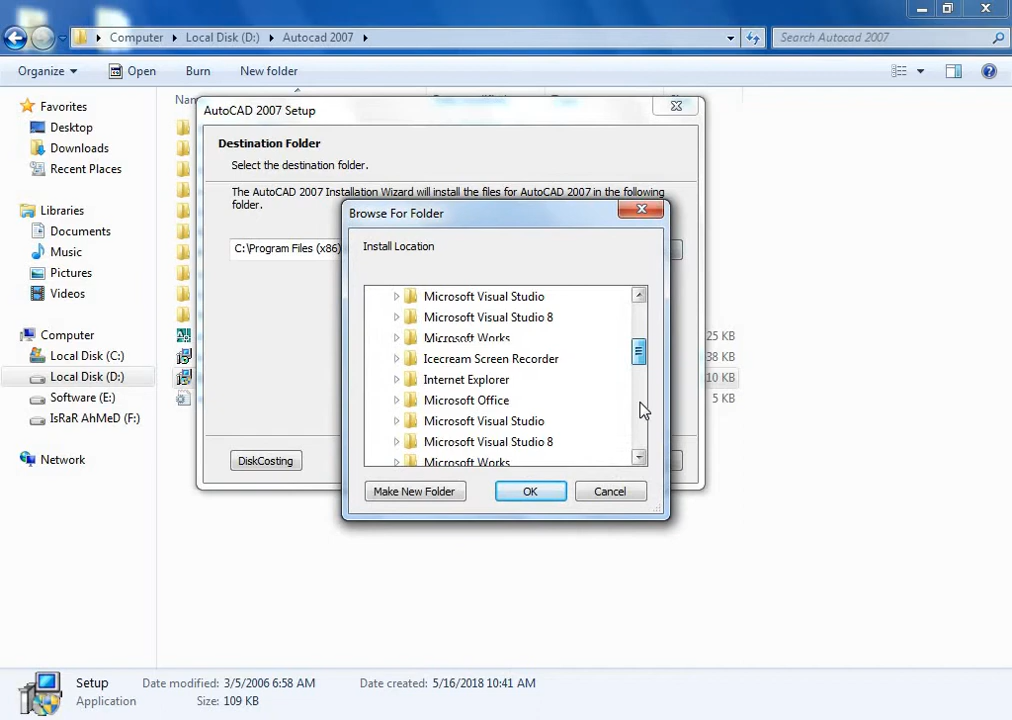 Computer
Local Disk (D:)
Autocad 2007
Search Autocad 2007
Organize
Open
Burn
New folder
Favorites
Desktop
Downloads
Recent Places
Libraries
Documents
Music
Pictures
Videos
Computer
Local Disk (C:)
Local Disk (D:)
Software (E:)
IsRaR AhMeD (F:)
Network
AutoCAD 2007 Setup
Destination Folder
Select the destination folder.
The AutoCAD 2007 Installation Wizard will install the files for AutoCAD 2007 in the following
folder.
C:\Program Files (x86)
DiskCosting
Browse For Folder
Install Location
Microsoft Visual Studio
Microsoft Visual Studio 8
Microsoft Works
Icecream Screen Recorder
Internet Explorer
Microsoft Office
Microsoft Visual Studio
Microsoft Visual Studio 8
Microsoft Works
Make New Folder
OK
Cancel
25 KB
38 KB
10 KB
5 KB
Setup
Date modified: 3/5/2006 6:58 AM
Date created: 5/16/2018 10:41 AM
Application
Size: 109 KB